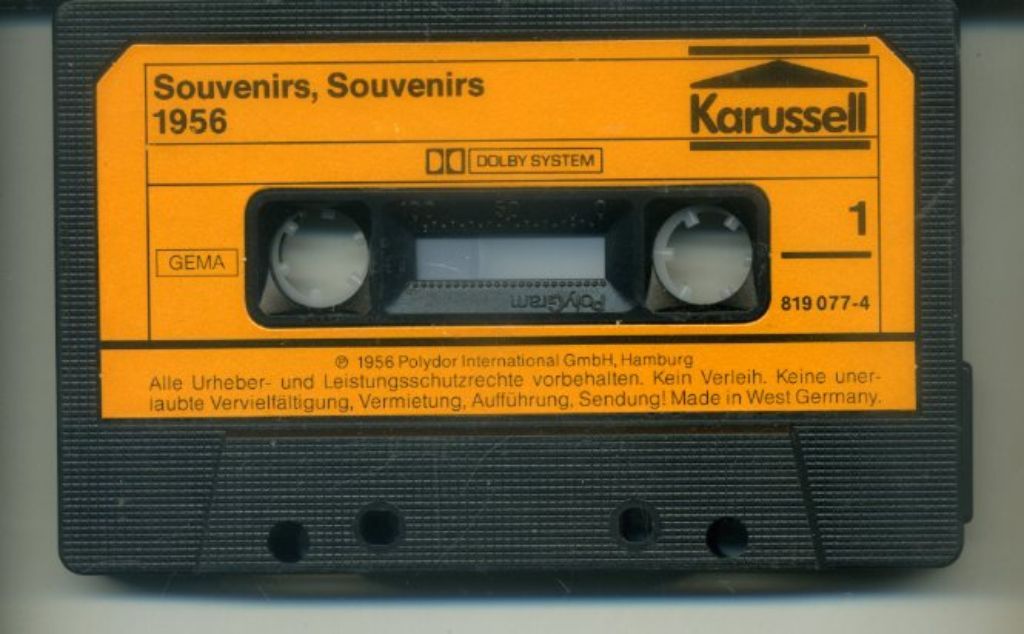 Souvenirs, Souvenirs
1956
Karussell
DOLBY SYSTEM
1
GEMA
PolyGram
819 077-4
℗ 1956 Polydor International GmbH, Hamburg
Alle Urheber- und Leistungsschutzrechte vorbehalten. Kein Verleih. Keine uner-
laubte Vervielfältigung, Vermietung, Aufführung, Sendung! Made in West Germany.